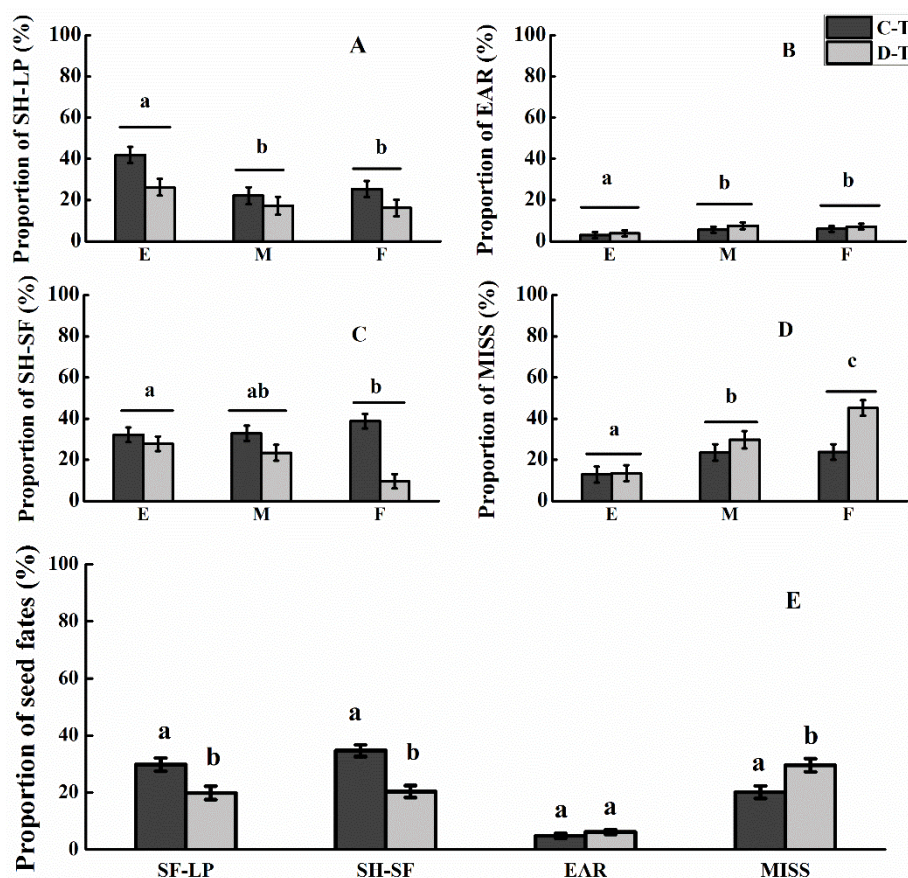 Proportion of SH-LP (%)
100
80
60
40
20
0
A
a
b
b
E M F
Proportion of EAR (%)
100
80
60
40
20
0
B
C-T
D-T
a
b
b
E M F
Proportion of SH-SF (%)
100
80
60
40
20
0
C
a
ab
b
E M F
Proportion of MISS (%)
100
80
60
40
20
0
D
a
b
c
E M F
Proportion of seed fates (%)
100
80
60
40
20
0
E
a b a b a a a b
SF-LP SH-SF EAR MISS